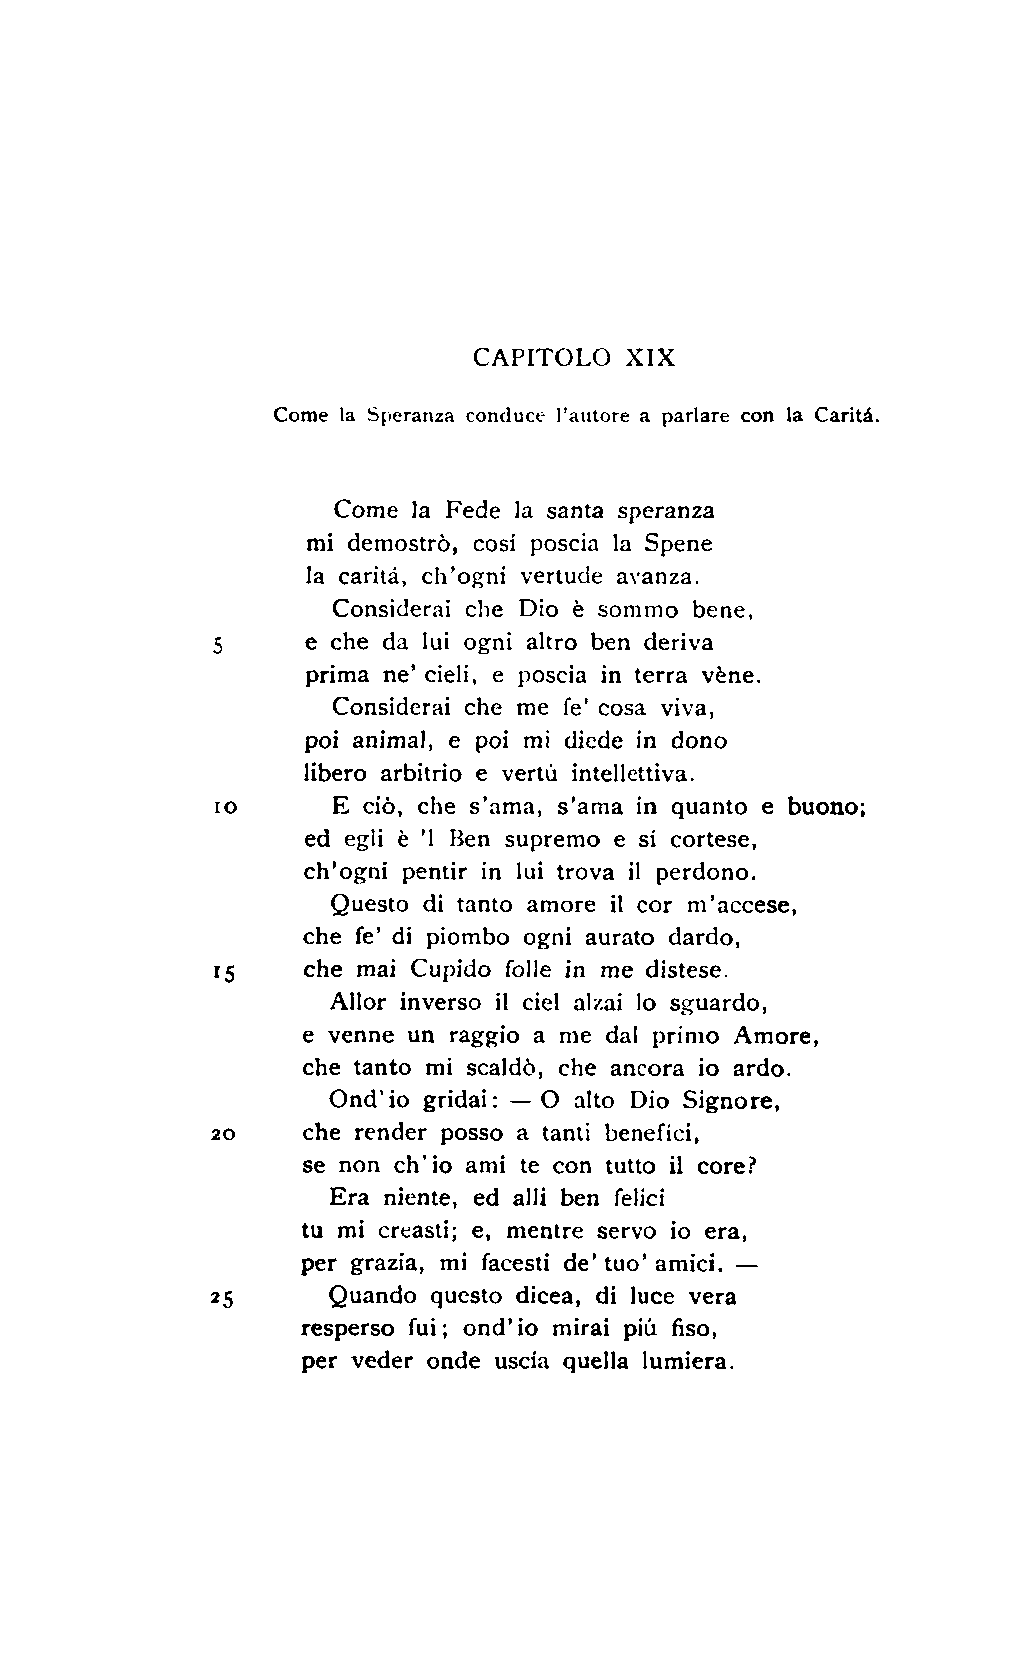 CAPITOLO XIX
Come la Speranza conduce l'autore a parlare con la Caritá.
Come la Fede la santa speranza
mi demostrò, cosí poscia la Spene
la caritá, ch'ogni vertude avanza.
Considerai che Dio è sommo bene,
5 e che da lui ogni altro ben deriva
prima ne' cieli, e poscia in terra vène.
Considerai che me fe' cosa viva,
poi animal, e poi mi diede in dono
libero arbitrio e vertú intellettiva.
10 E ciò, che s'ama, s'ama in quanto e buono;
ed egli è 'l Ben supremo e sí cortese,
ch'ogni pentir in lui trova il perdono.
Questo di tanto amore il cor m'accese,
che fe' di piombo ogni aurato dardo,
15 che mai Cupido folle in me distese.
Allor inverso il ciel alzai lo sguardo,
e venne un raggio a me dal primo Amore,
che tanto mi scaldò, che ancora io ardo.
Ond'io gridai: — O alto Dio Signore,
20 che render posso a tanti benefici,
se non ch'io ami te con tutto il core?
Era niente, ed alli ben felici
tu mi creasti; e, mentre servo io era,
per grazia, mi facesti de' tuo' amici. —
25 Quando questo dicea, di luce vera
resperso fui; ond'io mirai piú fiso,
per veder onde uscía quella lumiera.